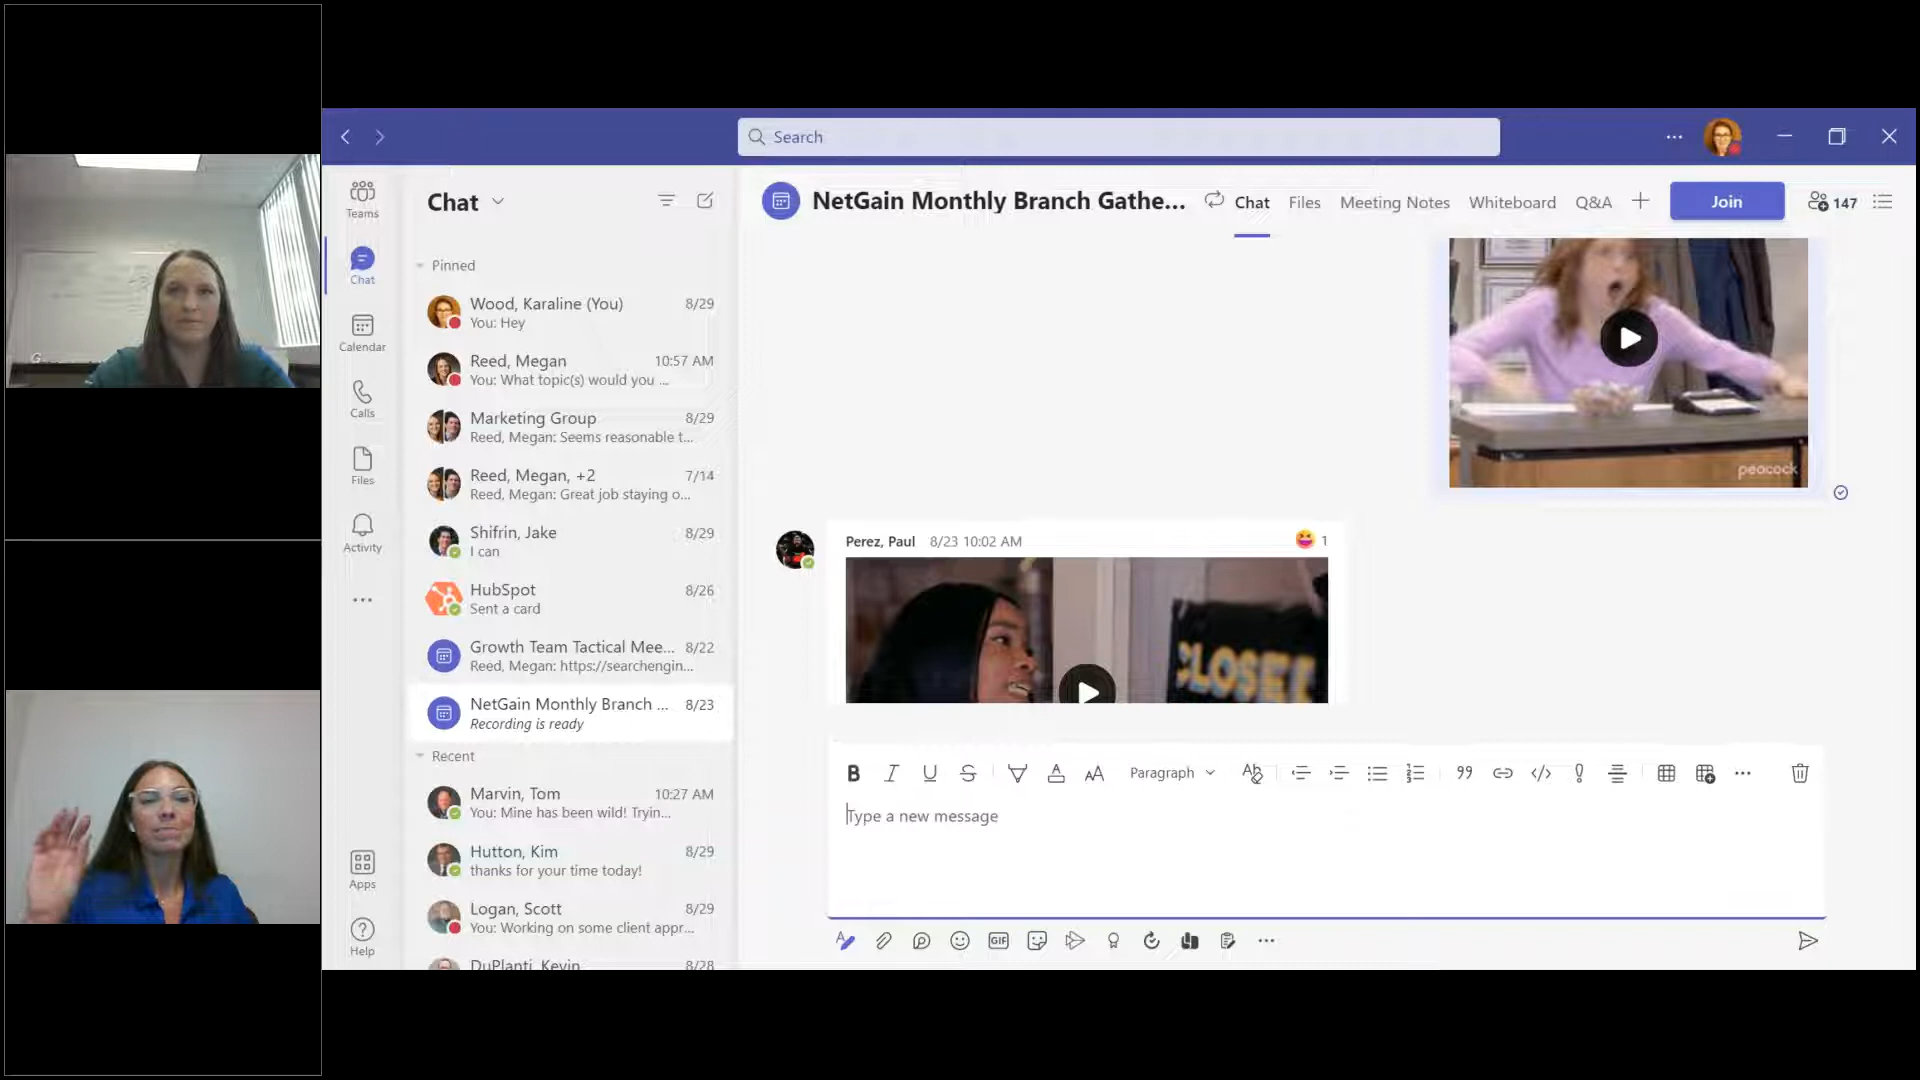 Search
Teams
Chat
Calendar
Calls
Files
Activity
Apps
Help
Chat
Pinned
Wood, Karaline (You) 8/29
You: Hey
Reed, Megan 10:57 AM
You: What topic(s) would you ...
Marketing Group 8/29
Reed, Megan: Seems reasonable t...
Reed, Megan, +2 7/14
Reed, Megan: Great job staying o...
Shifrin, Jake 8/29
I can
HubSpot 8/26
Sent a card
Growth Team Tactical Mee... 8/22
Reed, Megan: https://searchengin...
NetGain Monthly Branch ... 8/23
Recording is ready
Recent
Marvin, Tom 10:27 AM
You: Mine has been wild! Tryin...
Hutton, Kim 8/29
thanks for your time today!
Logan, Scott 8/29
You: Working on some client appr...
DuPlanti, Kevin 8/28
NetGain Monthly Branch Gathe... Chat Files Meeting Notes Whiteboard Q&A Join 147
peacock
Perez, Paul 8/23 10:02 AM 1
CLOSED
B I U S Paragraph
Type a new message
GIF